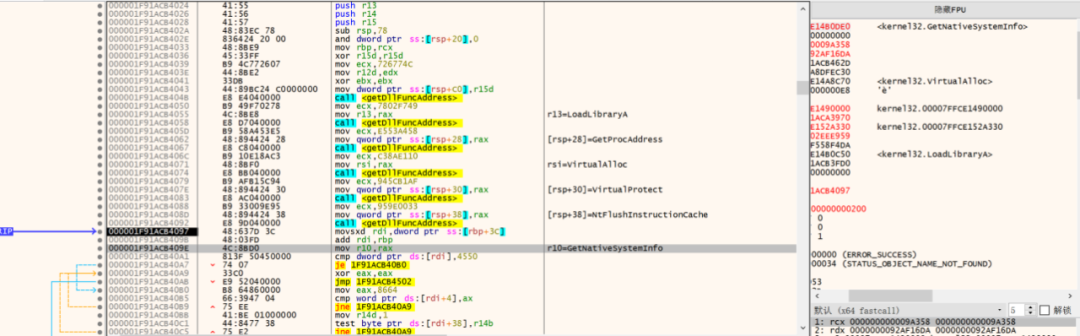 000001F91ACB4024 41:55 push r13
000001F91ACB4026 41:56 push r14
000001F91ACB4028 41:57 push r15
000001F91ACB402A 48:83EC 78 sub rsp,78
000001F91ACB402E 836424 20 00 and dword ptr ss:[rsp+20],0
000001F91ACB4033 48:8BE9 mov rbp,rcx
000001F91ACB4036 45:33FF xor r15d,r15d
000001F91ACB4039 B9 4C772607 mov ecx,726774C
000001F91ACB403E 44:8BE2 mov r12d,edx
000001F91ACB4041 33DB xor ebx,ebx
000001F91ACB4043 44:89BC24 C0000000 mov dword ptr ss:[rsp+C0],r15d
000001F91ACB404B E8 E4040000 call <getDllFuncAddress>
000001F91ACB4050 B9 49F70278 mov ecx,7802F749
000001F91ACB4055 4C:8BE8 mov r13,rax r13=LoadLibraryA
000001F91ACB4058 E8 D7040000 call <getDllFuncAddress>
000001F91ACB405D B9 58A453E5 mov ecx,E553A458
000001F91ACB4062 48:894424 28 mov qword ptr ss:[rsp+28],rax [rsp+28]=GetProcAddress
000001F91ACB4067 E8 C8040000 call <getDllFuncAddress>
000001F91ACB406C B9 10E18AC3 mov ecx,C38AE110
000001F91ACB4071 48:8BF0 mov rsi,rax rsi=VirtualAlloc
000001F91ACB4074 E8 BB040000 call <getDllFuncAddress>
000001F91ACB4079 B9 AFB15C94 mov ecx,945CB1AF
000001F91ACB407E 48:894424 30 mov qword ptr ss:[rsp+30],rax [rsp+30]=VirtualProtect
000001F91ACB4083 E8 AC040000 call <getDllFuncAddress>
000001F91ACB4088 B9 33009E95 mov ecx,959E0033
000001F91ACB408D 48:894424 38 mov qword ptr ss:[rsp+38],rax [rsp+38]=NtFlushInstructionCache
000001F91ACB4092 E8 9D040000 call <getDllFuncAddress>
RIP 000001F91ACB4097 48:637D 3C movsxd rdi,dword ptr ss:[rbp+3C]
000001F91ACB409B 48:03FD add rdi,rbp
000001F91ACB409E 4C:8BD0 mov r10,rax r10=GetNativeSystemInfo
000001F91ACB40A1 813F 50450000 cmp dword ptr ds:[rdi],4550
000001F91ACB40A7 74 07 je 1F91ACB40B0
000001F91ACB40A9 33C0 xor eax,eax
000001F91ACB40AB E9 52040000 jmp 1F91ACB4502
000001F91ACB40B0 B8 64860000 mov eax,8664
000001F91ACB40B5 66:3947 04 cmp word ptr ds:[rdi+4],ax
000001F91ACB40B9 75 EE jne 1F91ACB40A9
000001F91ACB40BB 41:BE 01000000 mov r14d,1
000001F91ACB40C1 44:8477 38 test byte ptr ds:[rdi+38],r14b
000001F91ACB40C5 75 E2 jne 1F91ACB40A9
隐藏FPU
E14B0DE0 <kernel32.GetNativeSystemInfo>
00000000
0009A358
92AF16DA
1ACB462D
A8DFEC30
E14A8C70 <kernel32.VirtualAlloc>
000000E8 'è'
E1490000 kernel32.00007FFCE1490000
1ACA3970
E152A330 kernel32.00007FFCE152A330
02EEE959
F558F4DA
E14B0C50 <kernel32.LoadLibraryA>
1ACB3FD0
00000000
1ACB4097
00000000200
0
0
1
00000 (ERROR_SUCCESS)
00034 (STATUS_OBJECT_NAME_NOT_FOUND)
默认 (x64 fastcall) 5 解锁
1: rcx 000000000009A358 000000000009A358
2: rdx 0000000092AF16DA 0000000092AF16DA